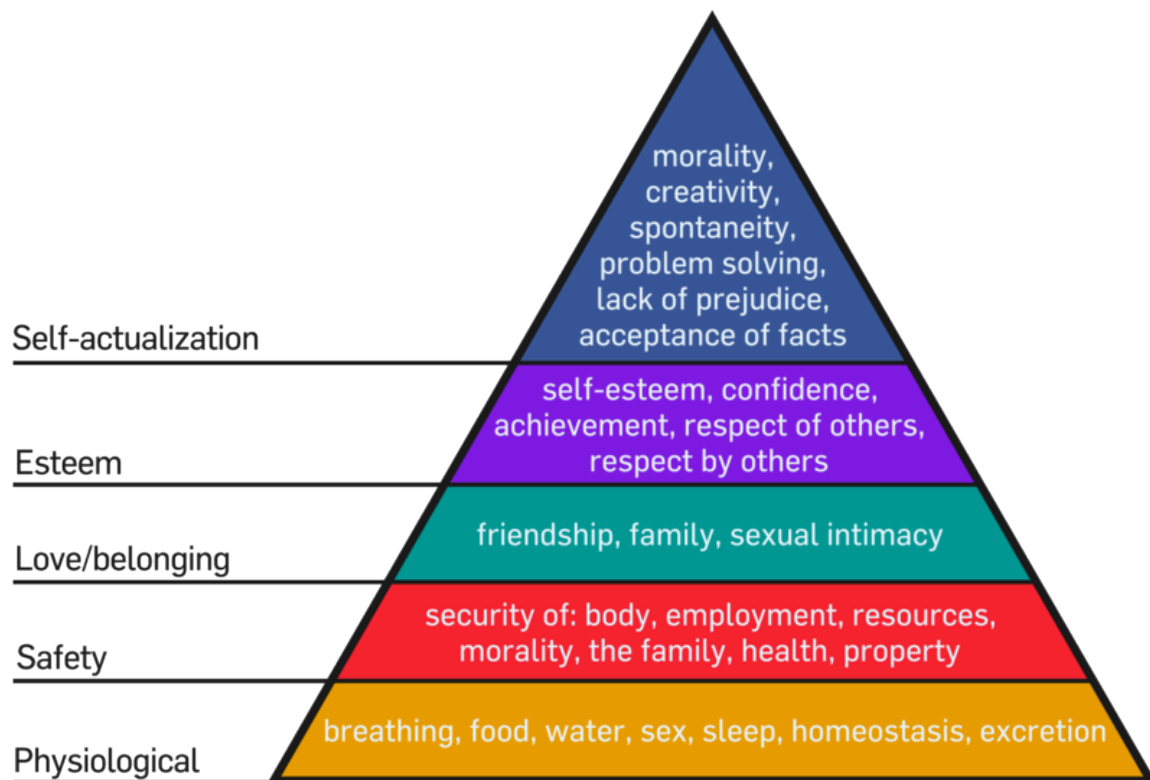 morality,
creativity,
spontaneity,
problem solving,
lack of prejudice,
acceptance of facts
Self-actualization
self-esteem, confidence,
achievement, respect of others,
respect by others
Esteem
friendship, family, sexual intimacy
Love/belonging
security of: body, employment, resources,
morality, the family, health, property
Safety
breathing, food, water, sex, sleep, homeostasis, excretion
Physiological